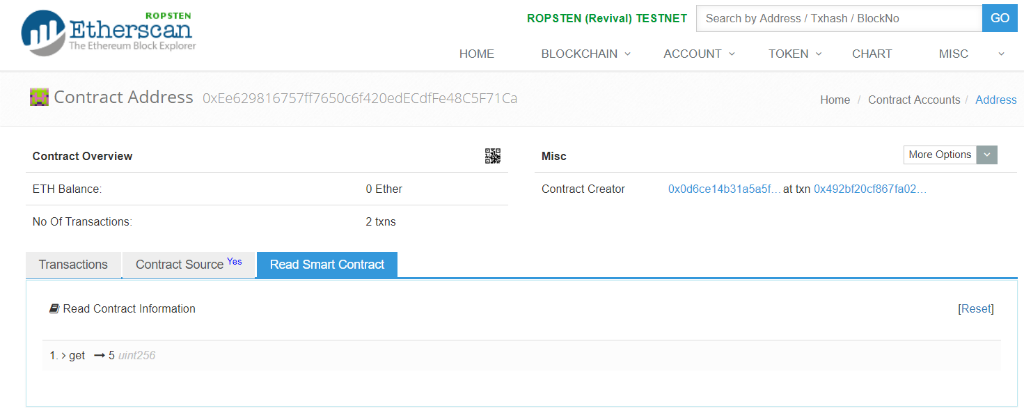 ROPSTEN
Etherscan
The Ethereum Block Explorer
ROPSTEN (Revival) TESTNET
Search by Address / Txhash / BlockNo
GO
HOME BLOCKCHAIN ACCOUNT TOKEN CHART MISC
Contract Address 0xEe629816757ff7650c6f420edECdfFe48C5F71Ca
Home / Contract Accounts / Address
Contract Overview
ETH Balance: 0 Ether
No Of Transactions: 2 txns
Misc
More Options
Contract Creator 0x0d6ce14b31a5a5f... at txn 0x492bf20cf867fa02...
Transactions Contract Source Yes Read Smart Contract
Read Contract Information [Reset]
1. > get → 5 uint256